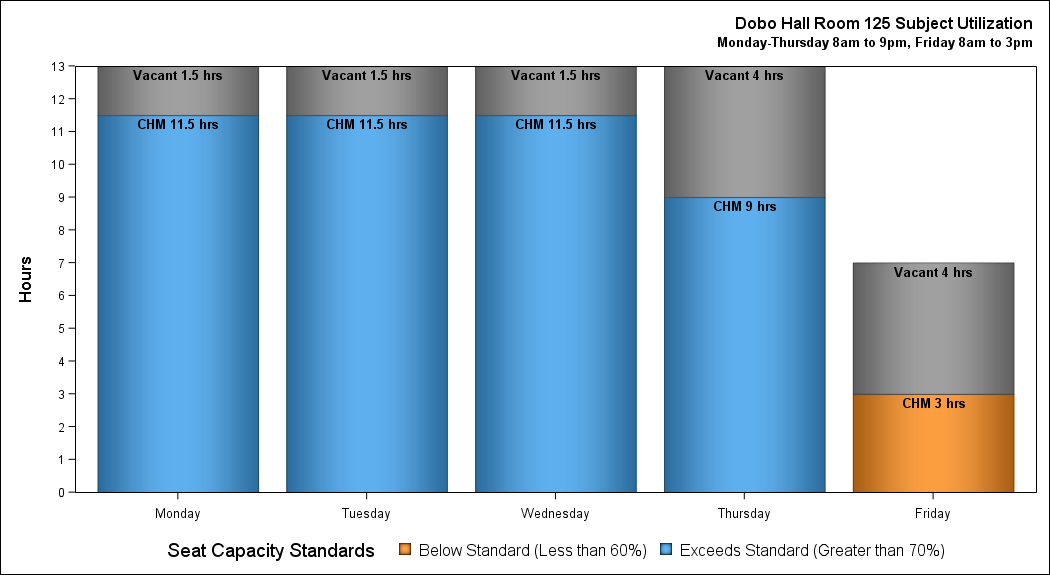 Dobo Hall Room 125 Subject Utilization
Monday-Thursday 8am to 9pm, Friday 8am to 3pm
Hours
13
12
11
10
9
8
7
6
5
4
3
2
1
0
Vacant 1.5 hrs
CHM 11.5 hrs
Vacant 1.5 hrs
CHM 11.5 hrs
Vacant 1.5 hrs
CHM 11.5 hrs
Vacant 4 hrs
CHM 9 hrs
Vacant 4 hrs
CHM 3 hrs
Monday Tuesday Wednesday Thursday Friday
Seat Capacity Standards Below Standard (Less than 60%) Exceeds Standard (Greater than 70%)